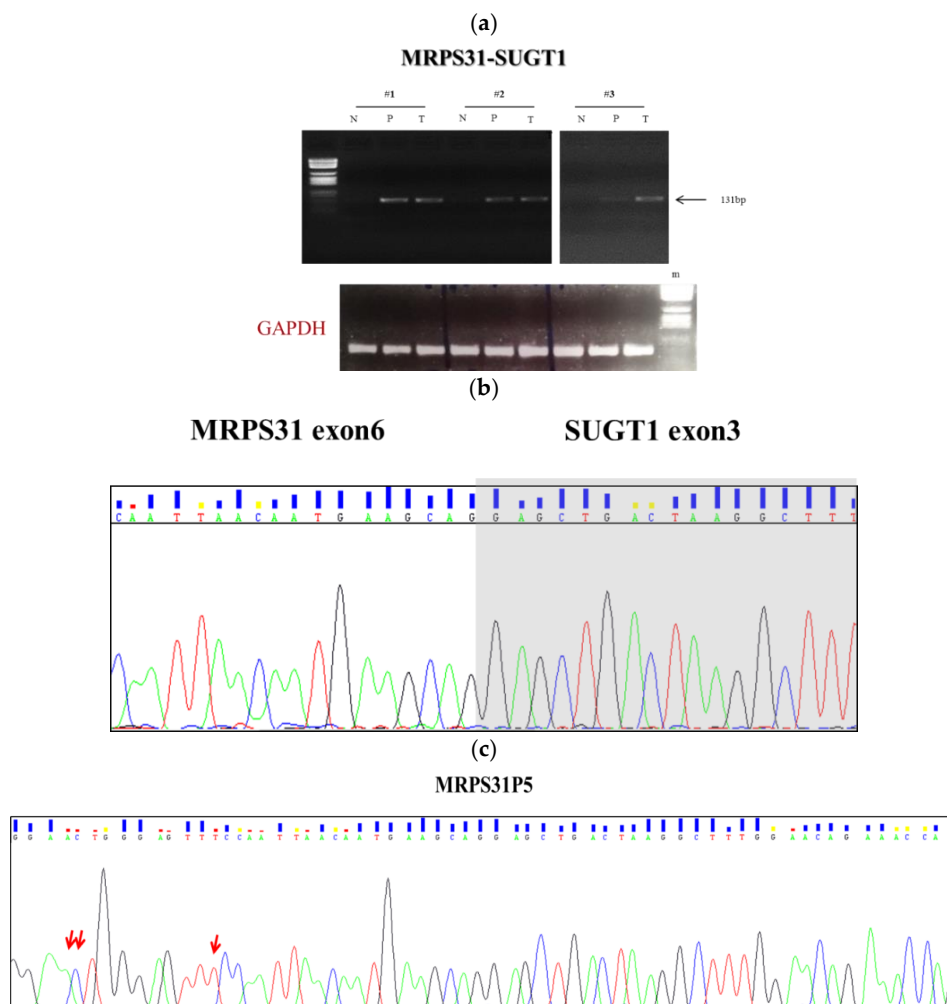 (a)
MRPS31-SUGT1
#1 #2 #3
N P T N P T N P T
131bp
m
GAPDH
(b)
MRPS31 exon6 SUGT1 exon3
C A A T T A A C A A T G A A G C A G G A G C T G A C T A A G G C T T T
(c)
MRPS31P5
G G A A C T G G G A G T T T C C A A T T A A C A A T G A A G C A G G A G C T G A C T A A G G C T T T G G A A C A G A A A C C A